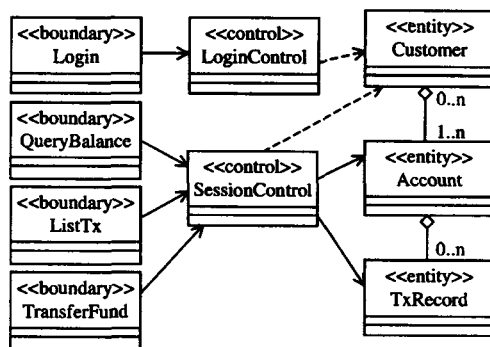 <<boundary>>
Login
<<control>>
LoginControl
<<entity>>
Customer
0..n
1..n
<<boundary>>
QueryBalance
<<control>>
SessionControl
<<entity>>
Account
0..n
<<boundary>>
ListTx
<<boundary>>
TransferFund
<<entity>>
TxRecord